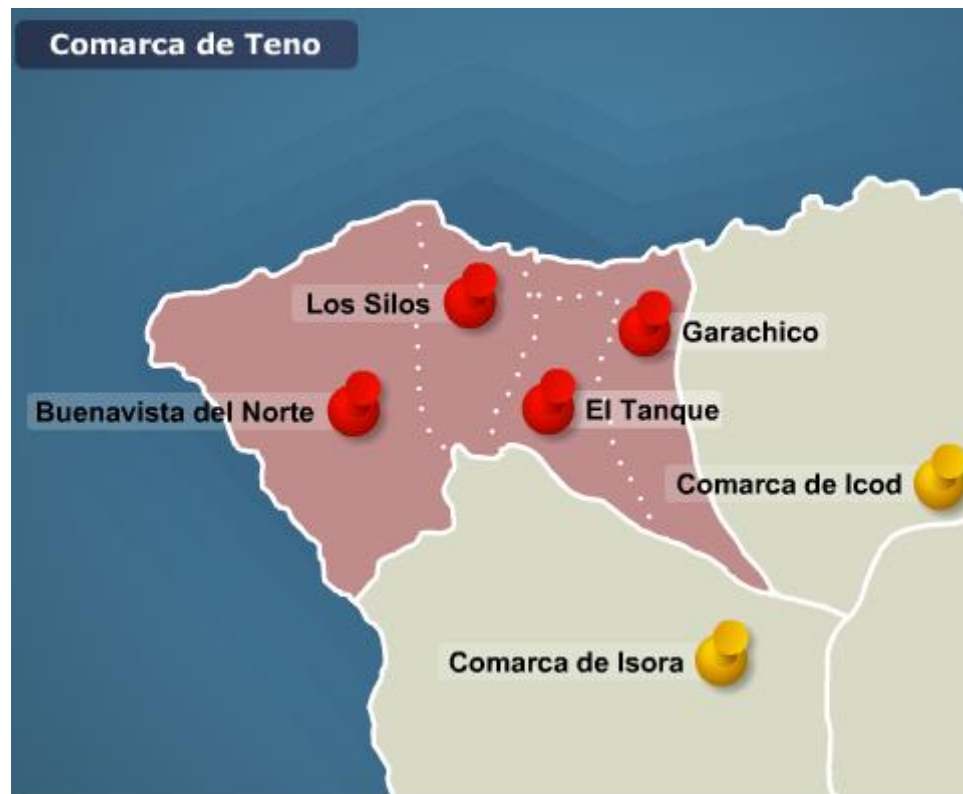 Comarca de Teno
Los Silos
Garachico
Buenavista del Norte
El Tanque
Comarca de Icod
Comarca de Isora